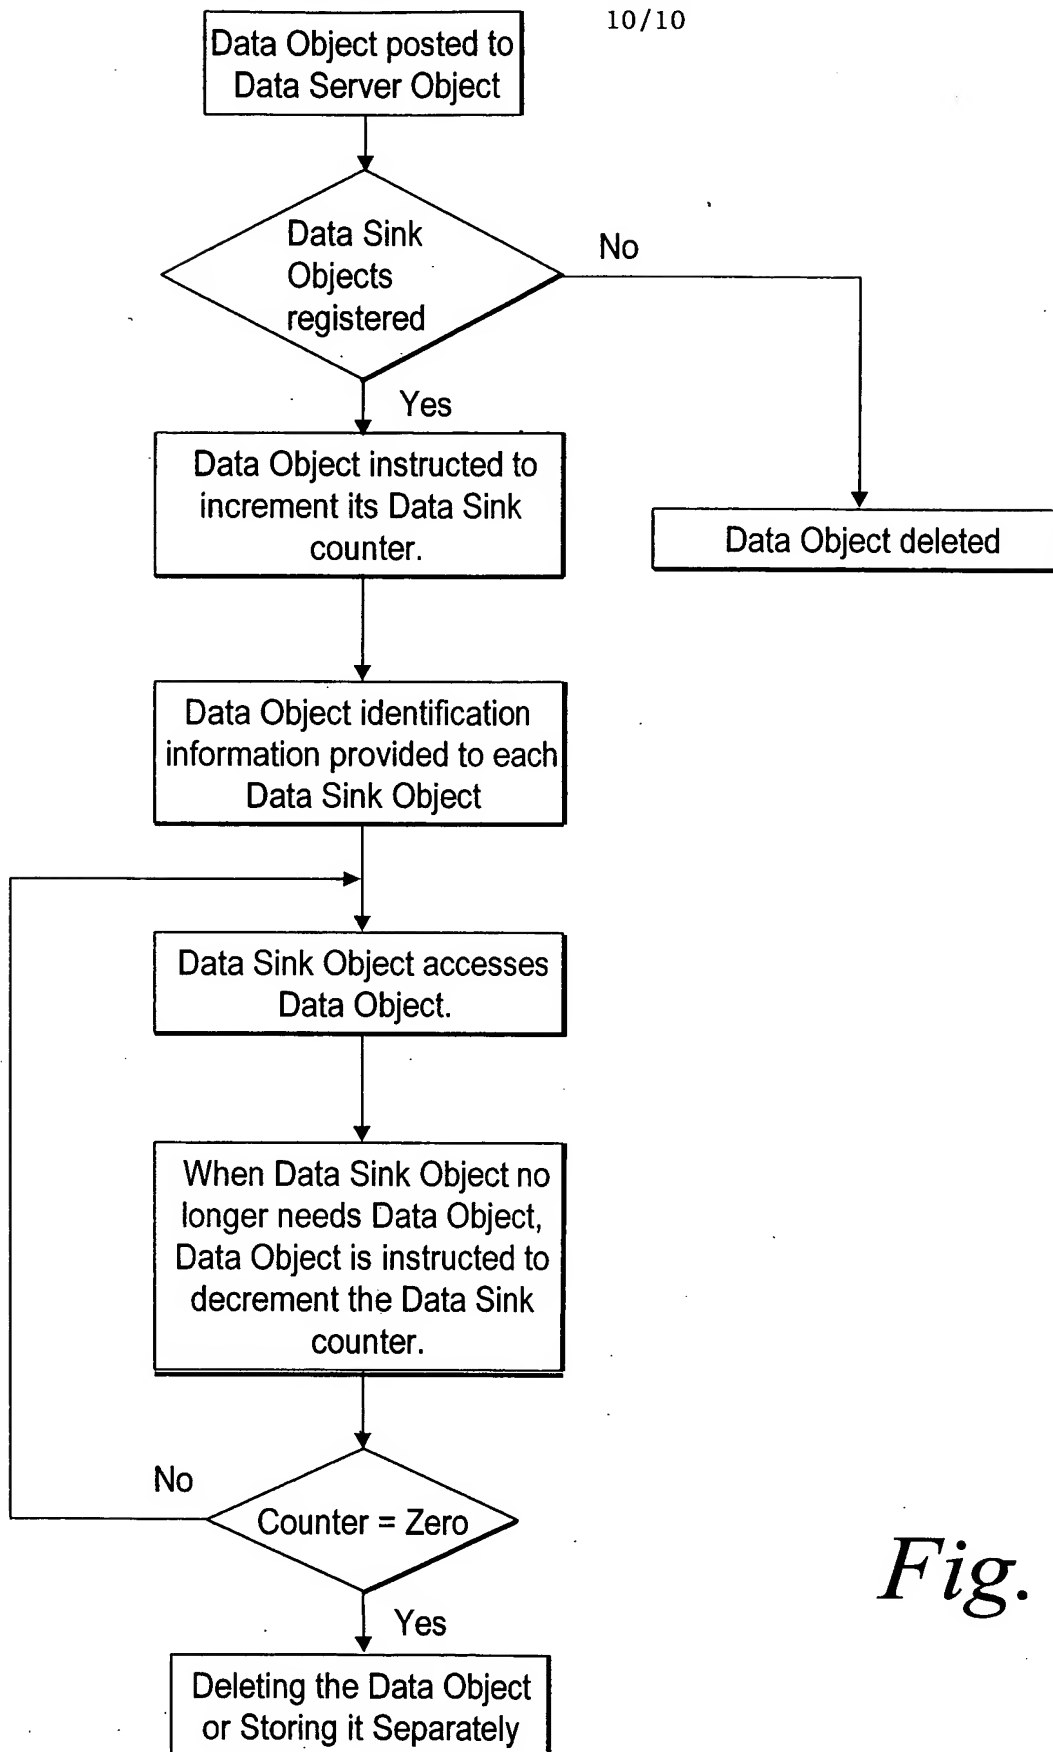 10/10
Data Object posted to
Data Server Object
Data Sink
Objects
registered
No
Yes
Data Object instructed to
increment its Data Sink
counter.
Data Object deleted
Data Object identification
information provided to each
Data Sink Object
Data Sink Object accesses
Data Object.
When Data Sink Object no
longer needs Data Object,
Data Object is instructed to
decrement the Data Sink
counter.
No
Counter = Zero
Yes
Deleting the Data Object
or Storing it Separately
Fig.